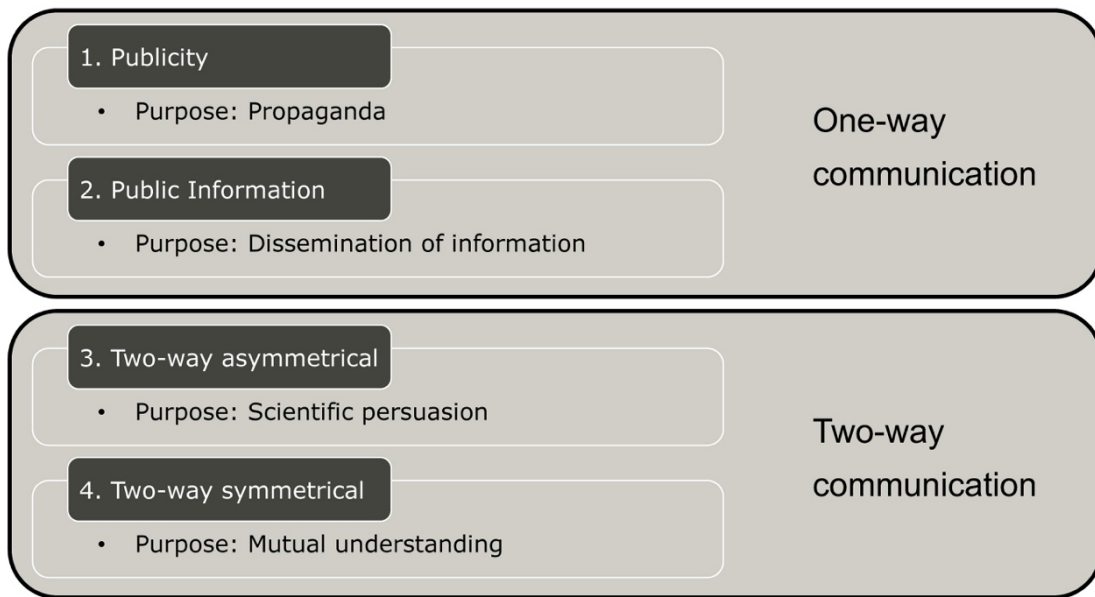 1. Publicity
• Purpose: Propaganda
2. Public Information
• Purpose: Dissemination of information
One-way
communication
3. Two-way asymmetrical
• Purpose: Scientific persuasion
4. Two-way symmetrical
• Purpose: Mutual understanding
Two-way
communication